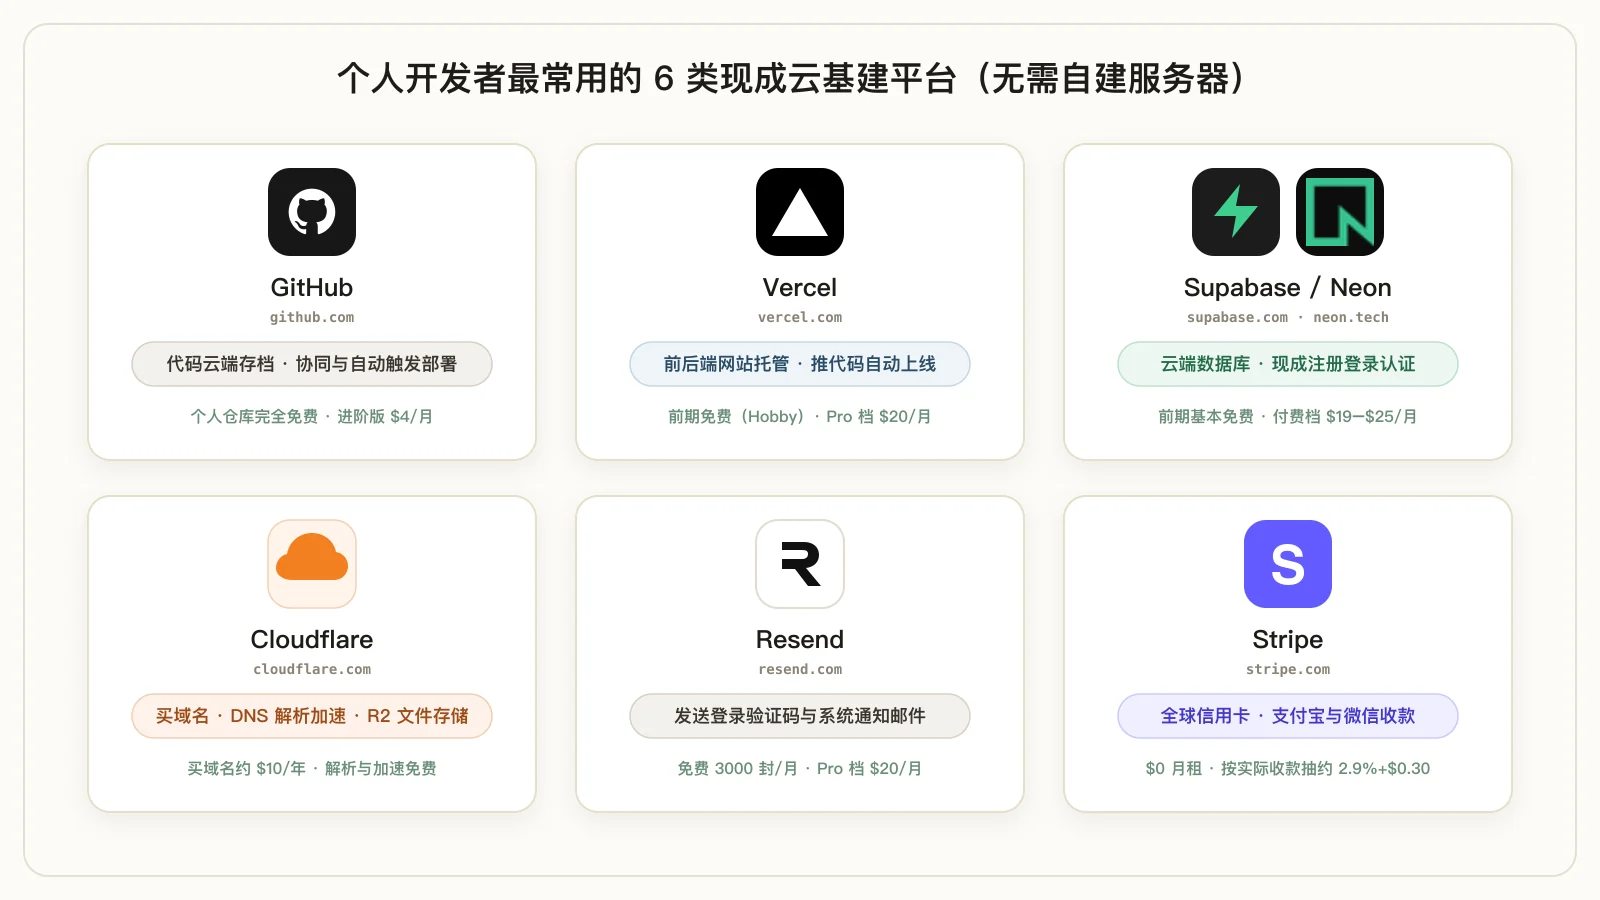 个人开发者最常用的 6 类现成云基建平台（无需自建服务器）
GitHub
github.com
代码云端存档 · 协同与自动触发部署
个人仓库完全免费 · 进阶版 $4/月
Vercel
vercel.com
前后端网站托管 · 推代码自动上线
前期免费（Hobby） · Pro 档 $20/月
Supabase / Neon
supabase.com · neon.tech
云端数据库 · 现成注册登录认证
前期基本免费 · 付费档 $19–$25/月
Cloudflare
cloudflare.com
买域名 · DNS 解析加速 · R2 文件存储
买域名约 $10/年 · 解析与加速免费
R
Resend
resend.com
发送登录验证码与系统通知邮件
免费 3000 封/月 · Pro 档 $20/月
S
Stripe
stripe.com
全球信用卡 · 支付宝与微信收款
$0 月租 · 按实际收款抽约 2.9%+$0.30